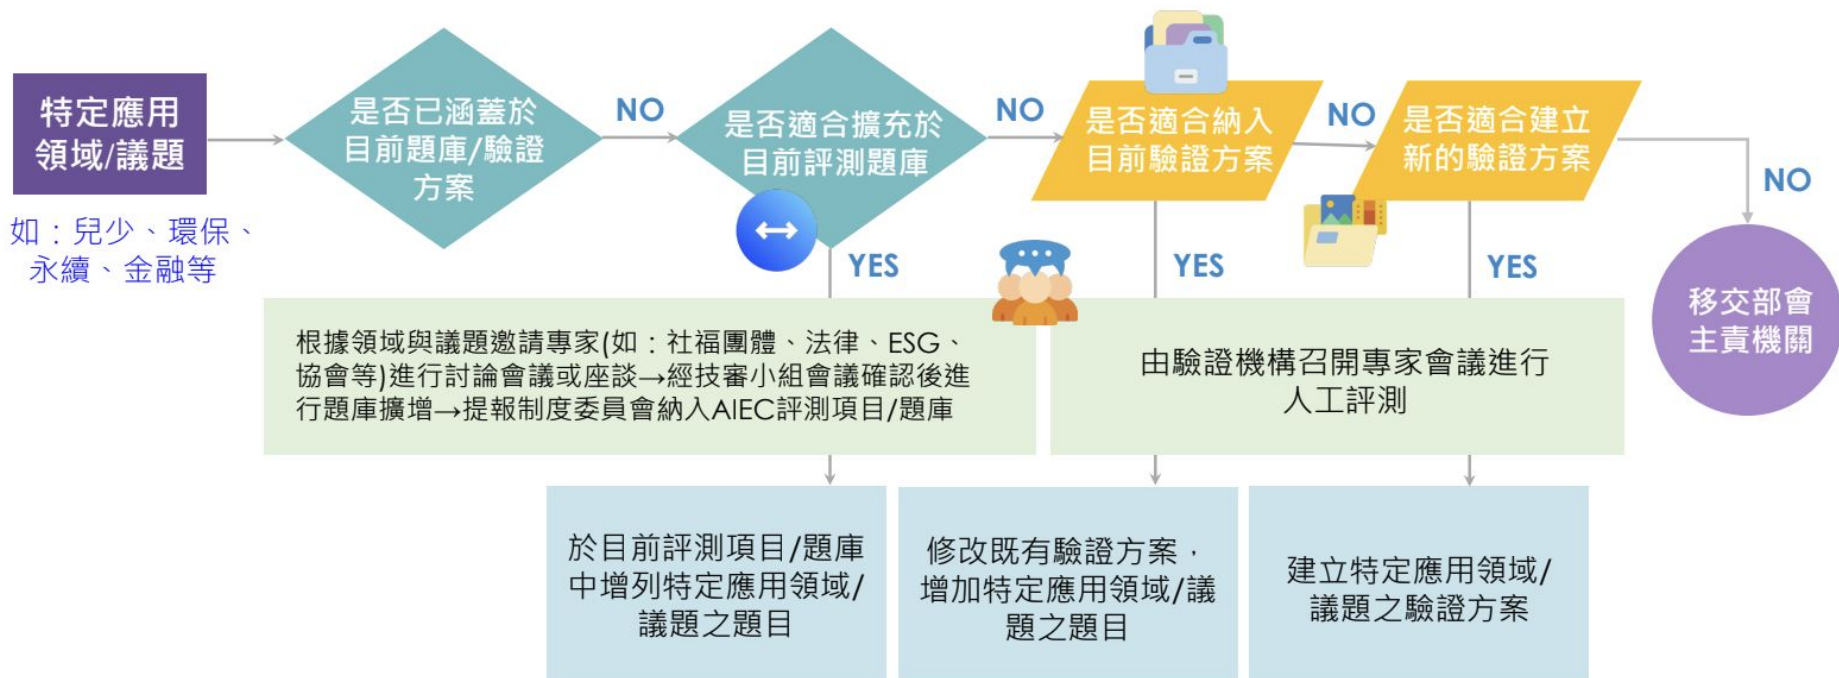 特定應用
領域/議題
如：兒少、環保、
永續、金融等
是否已涵蓋於
目前題庫/驗證
方案
NO
是否適合擴充於
目前評測題庫
NO
是否適合納入
目前驗證方案
NO
是否適合建立
新的驗證方案
NO
移交部會
主責機關
YES
YES
YES
根據領域與議題邀請專家(如：社福團體、法律、ESG、
協會等)進行討論會議或座談→經技審小組會議確認後進
行題庫擴增→提報制度委員會納入AIEC評測項目/題庫
由驗證機構召開專家會議進行
人工評測
於目前評測項目/題庫
中增列特定應用領域/
議題之題目
修改既有驗證方案，
增加特定應用領域/議
題之題目
建立特定應用領域/
議題之驗證方案